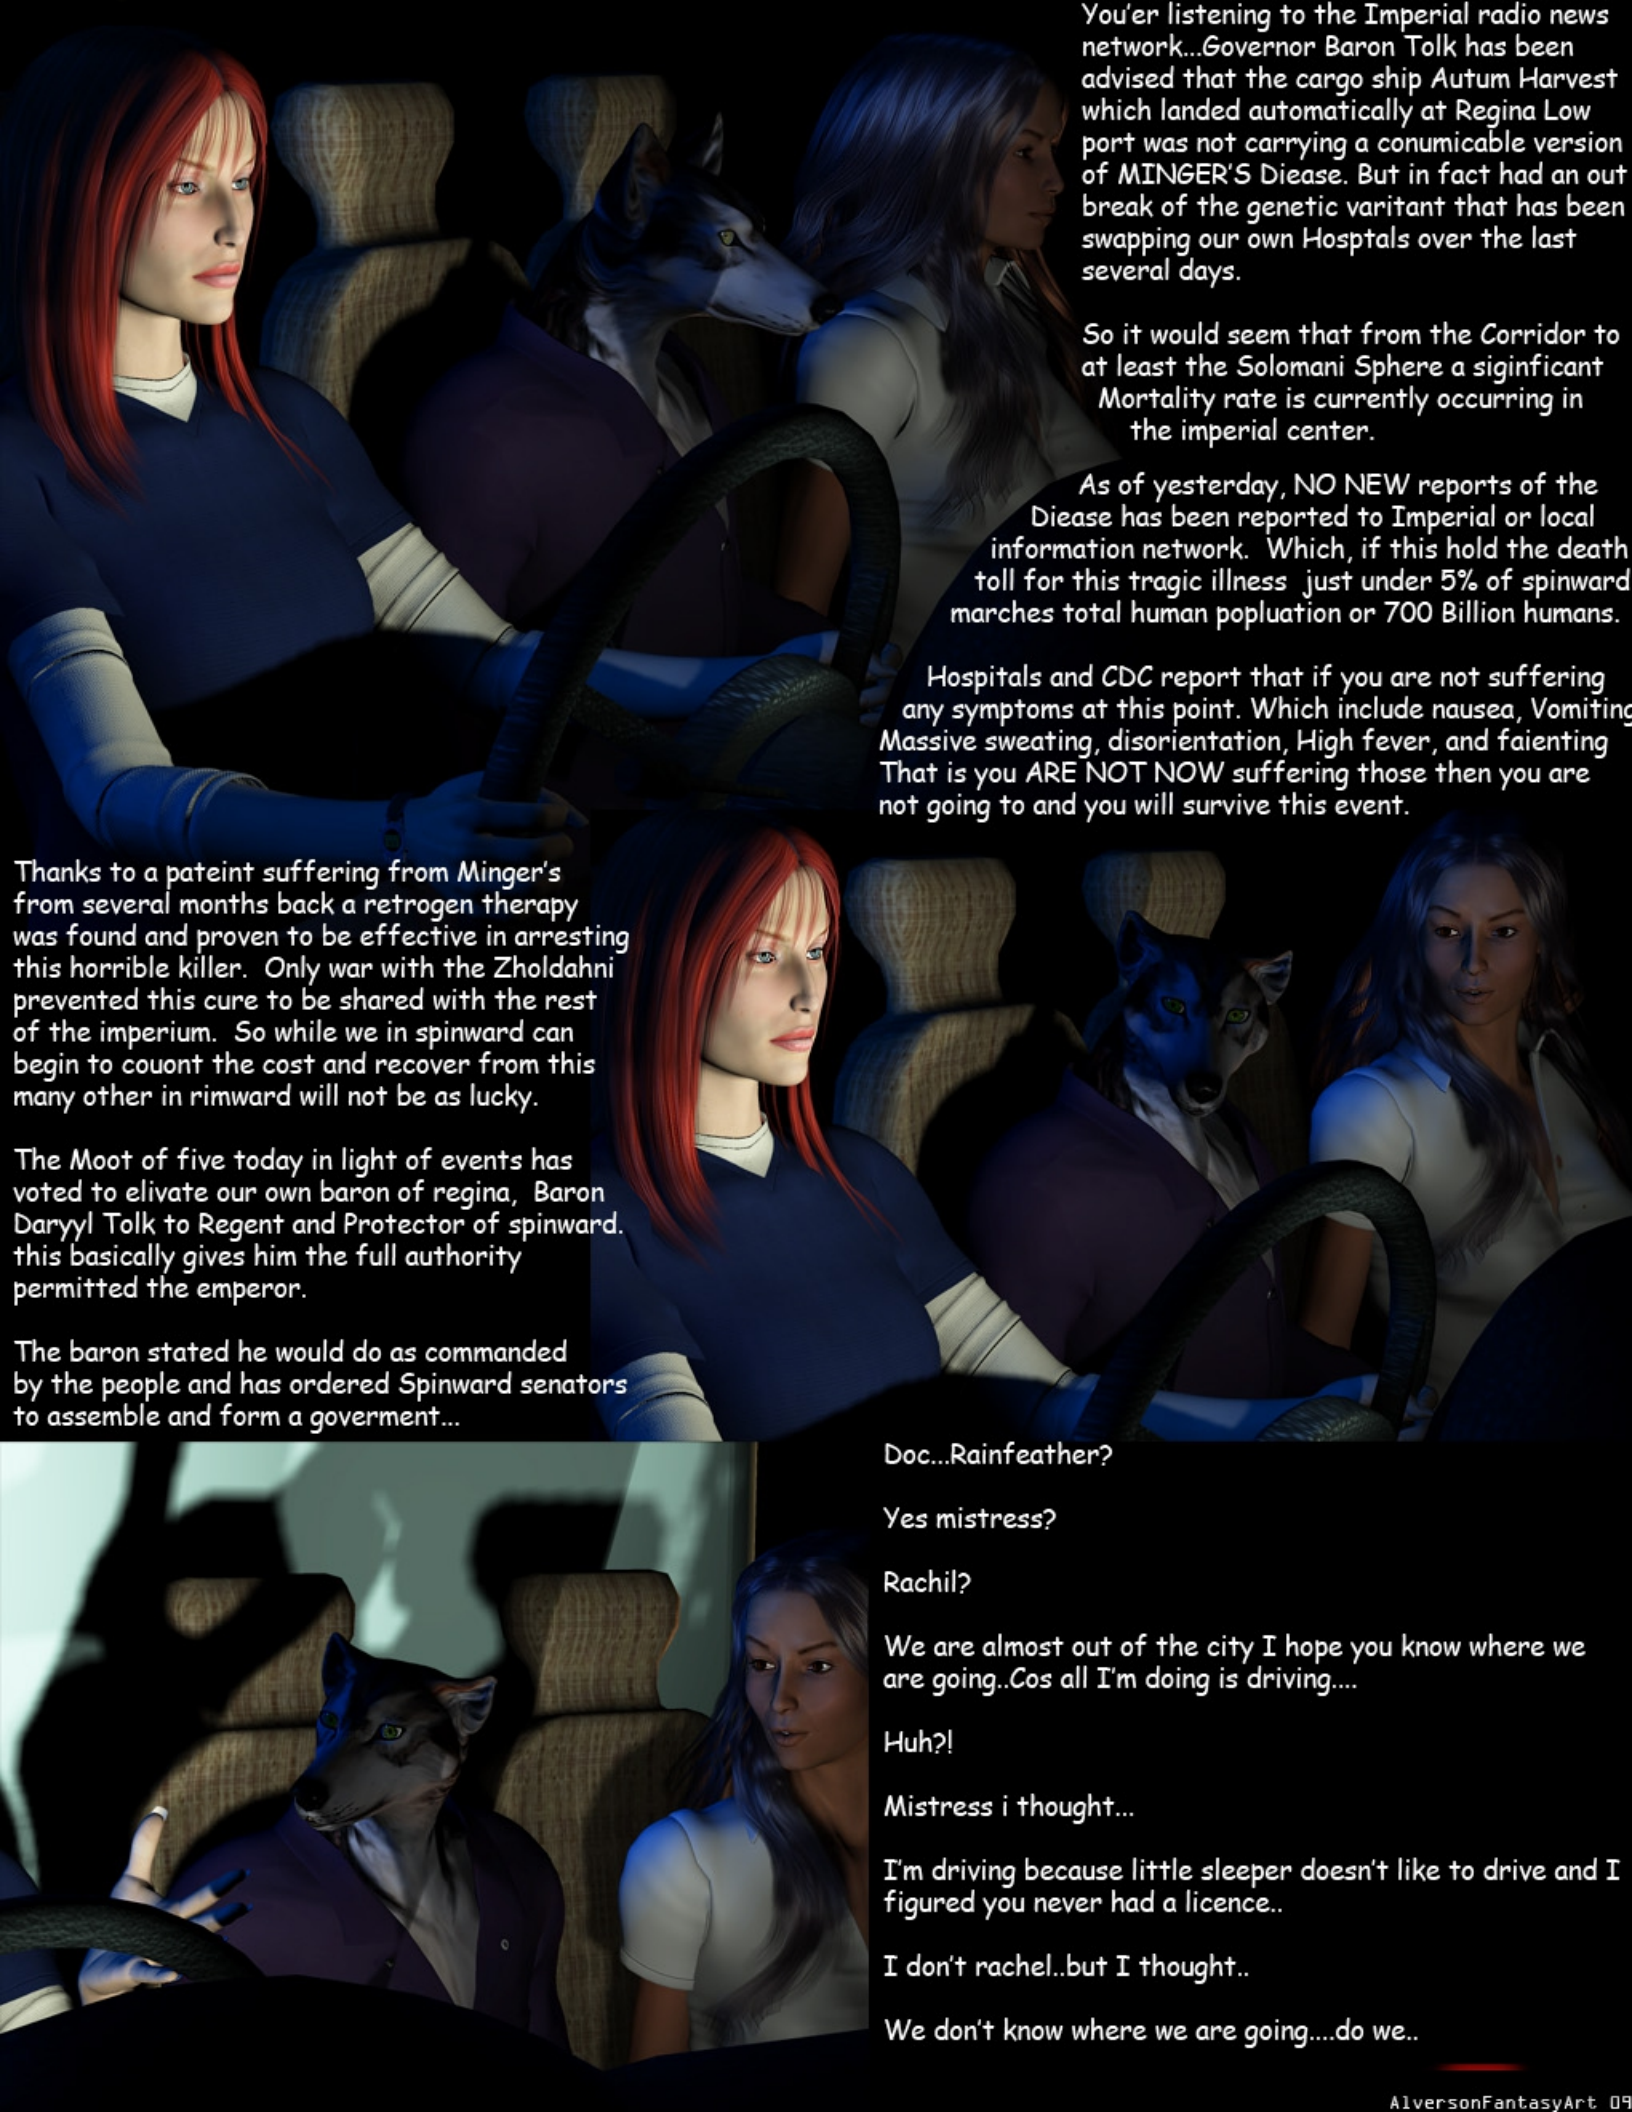 You'er listening to the Imperial radio news
network...Governor Baron Tolk has been
advised that the cargo ship Autum Harvest
which landed automatically at Regina Low
port was not carrying a conumicable version
of MINGER'S Diease. But in fact had an out
break of the genetic varitant that has been
swapping our own Hosptals over the last
several days.
So it would seem that from the Corridor to
at least the Solomani Sphere a siginficant
Mortality rate is currently occurring in
the imperial center.
As of yesterday, NO NEW reports of the
Diease has been reported to Imperial or local
information network. Which, if this hold the death
toll for this tragic illness just under 5% of spinward
marches total human popluation or 700 Billion humans.
Hospitals and CDC report that if you are not suffering
any symptoms at this point. Which include nausea, Vomiting
Massive sweating, disorientation, High fever, and faienting
That is you ARE NOT NOW suffering those then you are
not going to and you will survive this event.
Thanks to a pateint suffering from Minger's
from several months back a retrogen therapy
was found and proven to be effective in arresting
this horrible killer. Only war with the Zholdahni
prevented this cure to be shared with the rest
of the imperium. So while we in spinward can
begin to couont the cost and recover from this
many other in rimward will not be as lucky.
The Moot of five today in light of events has
voted to elivate our own baron of regina, Baron
Daryyl Tolk to Regent and Protector of spinward.
this basically gives him the full authority
permitted the emperor.
The baron stated he would do as commanded
by the people and has ordered Spinward senators
to assemble and form a goverment...
Doc...Rainfeather?
Yes mistress?
Rachil?
We are almost out of the city I hope you know where we
are going..Cos all I'm doing is driving....
Huh?!
Mistress i thought...
I'm driving because little sleeper doesn't like to drive and I
figured you never had a licence..
I don't rachel..but I thought..
We don't know where we are going....do we..
AlversonFantasyArt 09